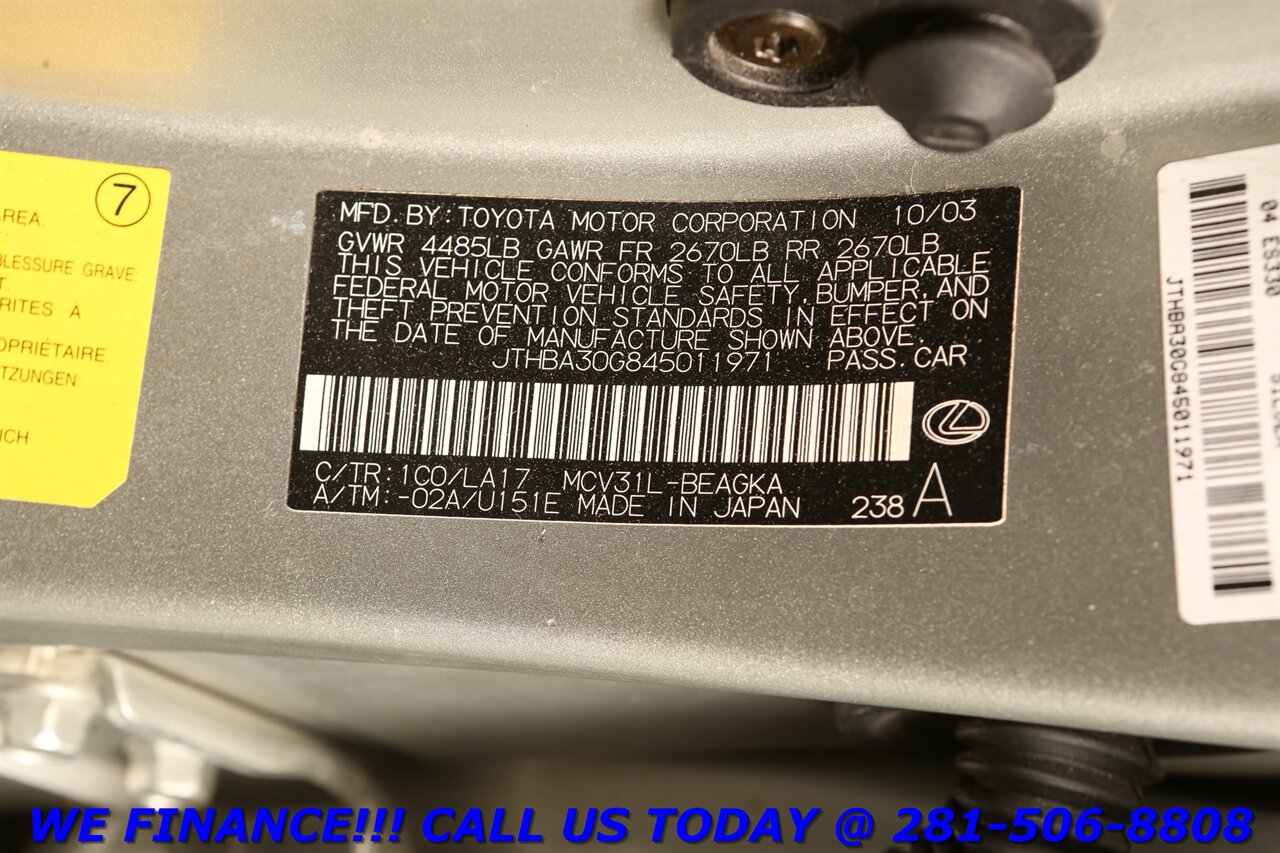 7
AREA.
BLESSURE GRAVE
T.
RITES À
OPRIÉTAIRE.
TZUNGEN:
UCH
MFD. BY: TOYOTA MOTOR CORPORATION 10/03
GVWR 4485LB GAWR FR 2670LB RR 2670LB
THIS VEHICLE CONFORMS TO ALL APPLICABLE
FEDERAL MOTOR VEHICLE SAFETY, BUMPER, AND
THEFT PREVENTION STANDARDS IN EFFECT ON
THE DATE OF MANUFACTURE SHOWN ABOVE.
JTHBA30G845011971 PASS. CAR
C/TR: 1C0/LA17 MCV31L-BEAGKA
A/TM: -02A/U151E MADE IN JAPAN 238 A
04 ES330
JTHBA30G845011971
WE FINANCE!!! CALL US TODAY @ 281-506-8808